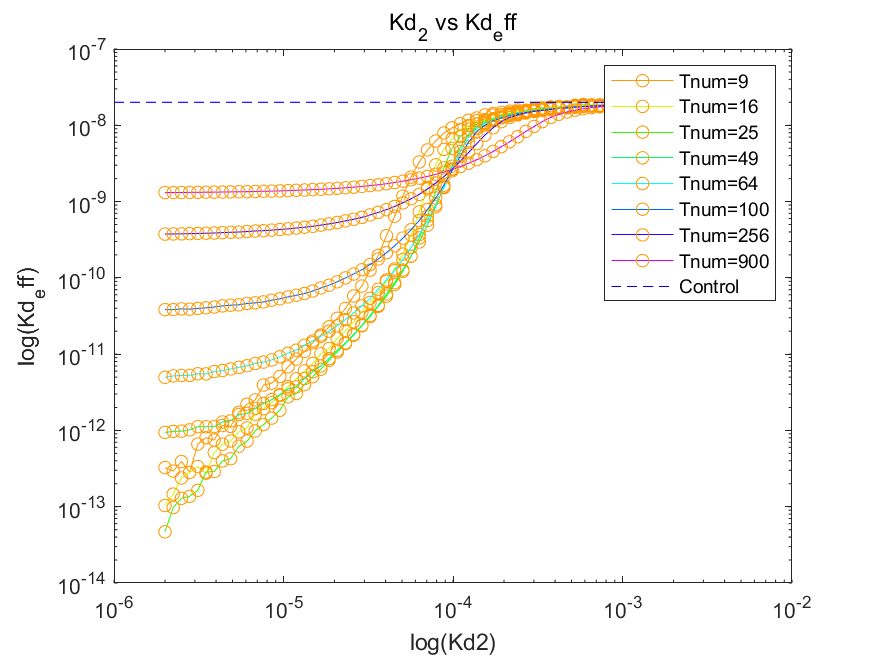 Kd2 vs Kdeff
10-7
10-8
10-9
10-10
10-11
10-12
10-13
10-14
log(Kdeff)
Tnum=9
Tnum=16
Tnum=25
Tnum=49
Tnum=64
Tnum=100
Tnum=256
Tnum=900
Control
10-6 10-5 10-4 10-3 10-2
log(Kd2)